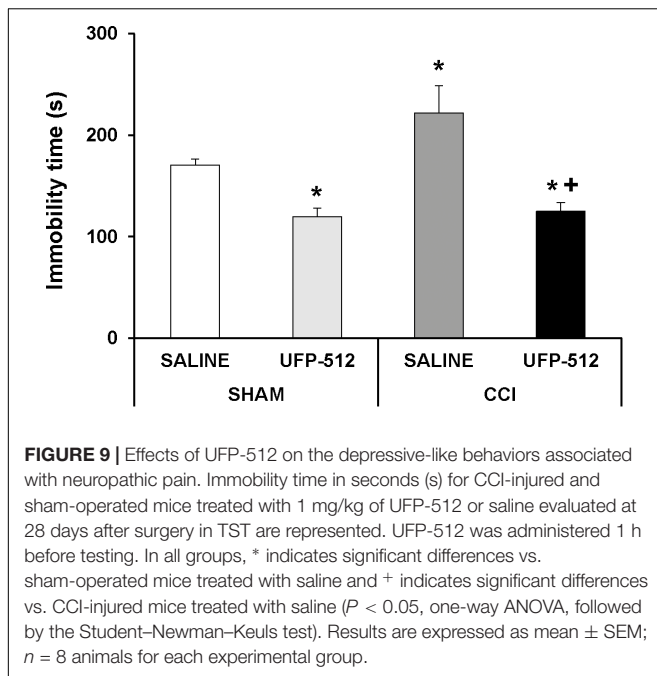 300
*
*
* +
200
100
0
Immobility time (s)
SALINE UFP-512 SALINE UFP-512
SHAM CCI
FIGURE 9 | Effects of UFP-512 on the depressive-like behaviors associated
with neuropathic pain. Immobility time in seconds (s) for CCI-injured and
sham-operated mice treated with 1 mg/kg of UFP-512 or saline evaluated at
28 days after surgery in TST are represented. UFP-512 was administered 1 h
before testing. In all groups, * indicates significant differences vs.
sham-operated mice treated with saline and + indicates significant differences
vs. CCI-injured mice treated with saline (P < 0.05, one-way ANOVA, followed
by the Student–Newman–Keuls test). Results are expressed as mean ± SEM;
n = 8 animals for each experimental group.